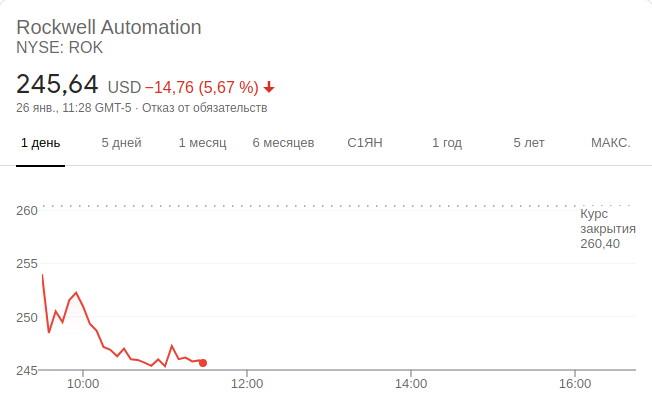 Rockwell Automation
NYSE: ROK
245,64 USD −14,76 (5,67 %)
26 янв., 11:28 GMT-5 · Отказ от обязательств
1 день 5 дней 1 месяц 6 месяцев С1ЯН 1 год 5 лет МАКС.
260
Курс
закрытия
260,40
255
250
245
10:00 12:00 14:00 16:00